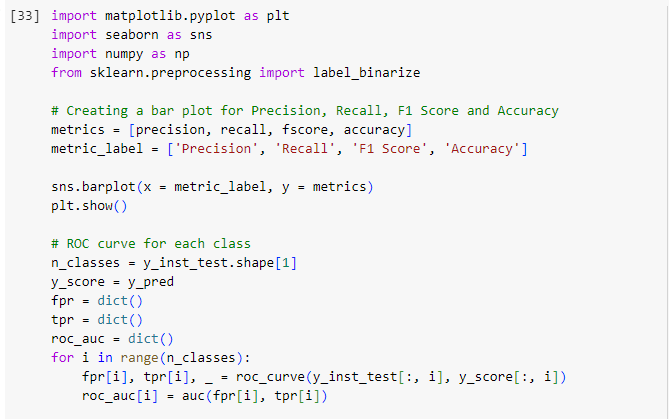 [33] import matplotlib.pyplot as plt
import seaborn as sns
import numpy as np
from sklearn.preprocessing import label_binarize
# Creating a bar plot for Precision, Recall, F1 Score and Accuracy
metrics = [precision, recall, fscore, accuracy]
metric_label = ['Precision', 'Recall', 'F1 Score', 'Accuracy']
sns.barplot(x = metric_label, y = metrics)
plt.show()
# ROC curve for each class
n_classes = y_inst_test.shape[1]
y_score = y_pred
fpr = dict()
tpr = dict()
roc_auc = dict()
for i in range(n_classes):
    fpr[i], tpr[i], _ = roc_curve(y_inst_test[:, i], y_score[:, i])
    roc_auc[i] = auc(fpr[i], tpr[i])